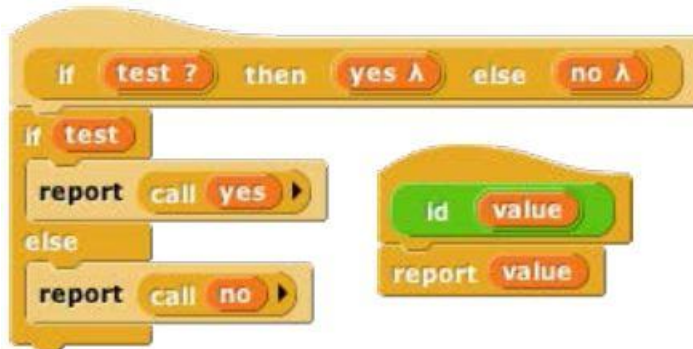 if test ? then yes λ else no λ
if test
report call yes
else
report call no
id value
report value